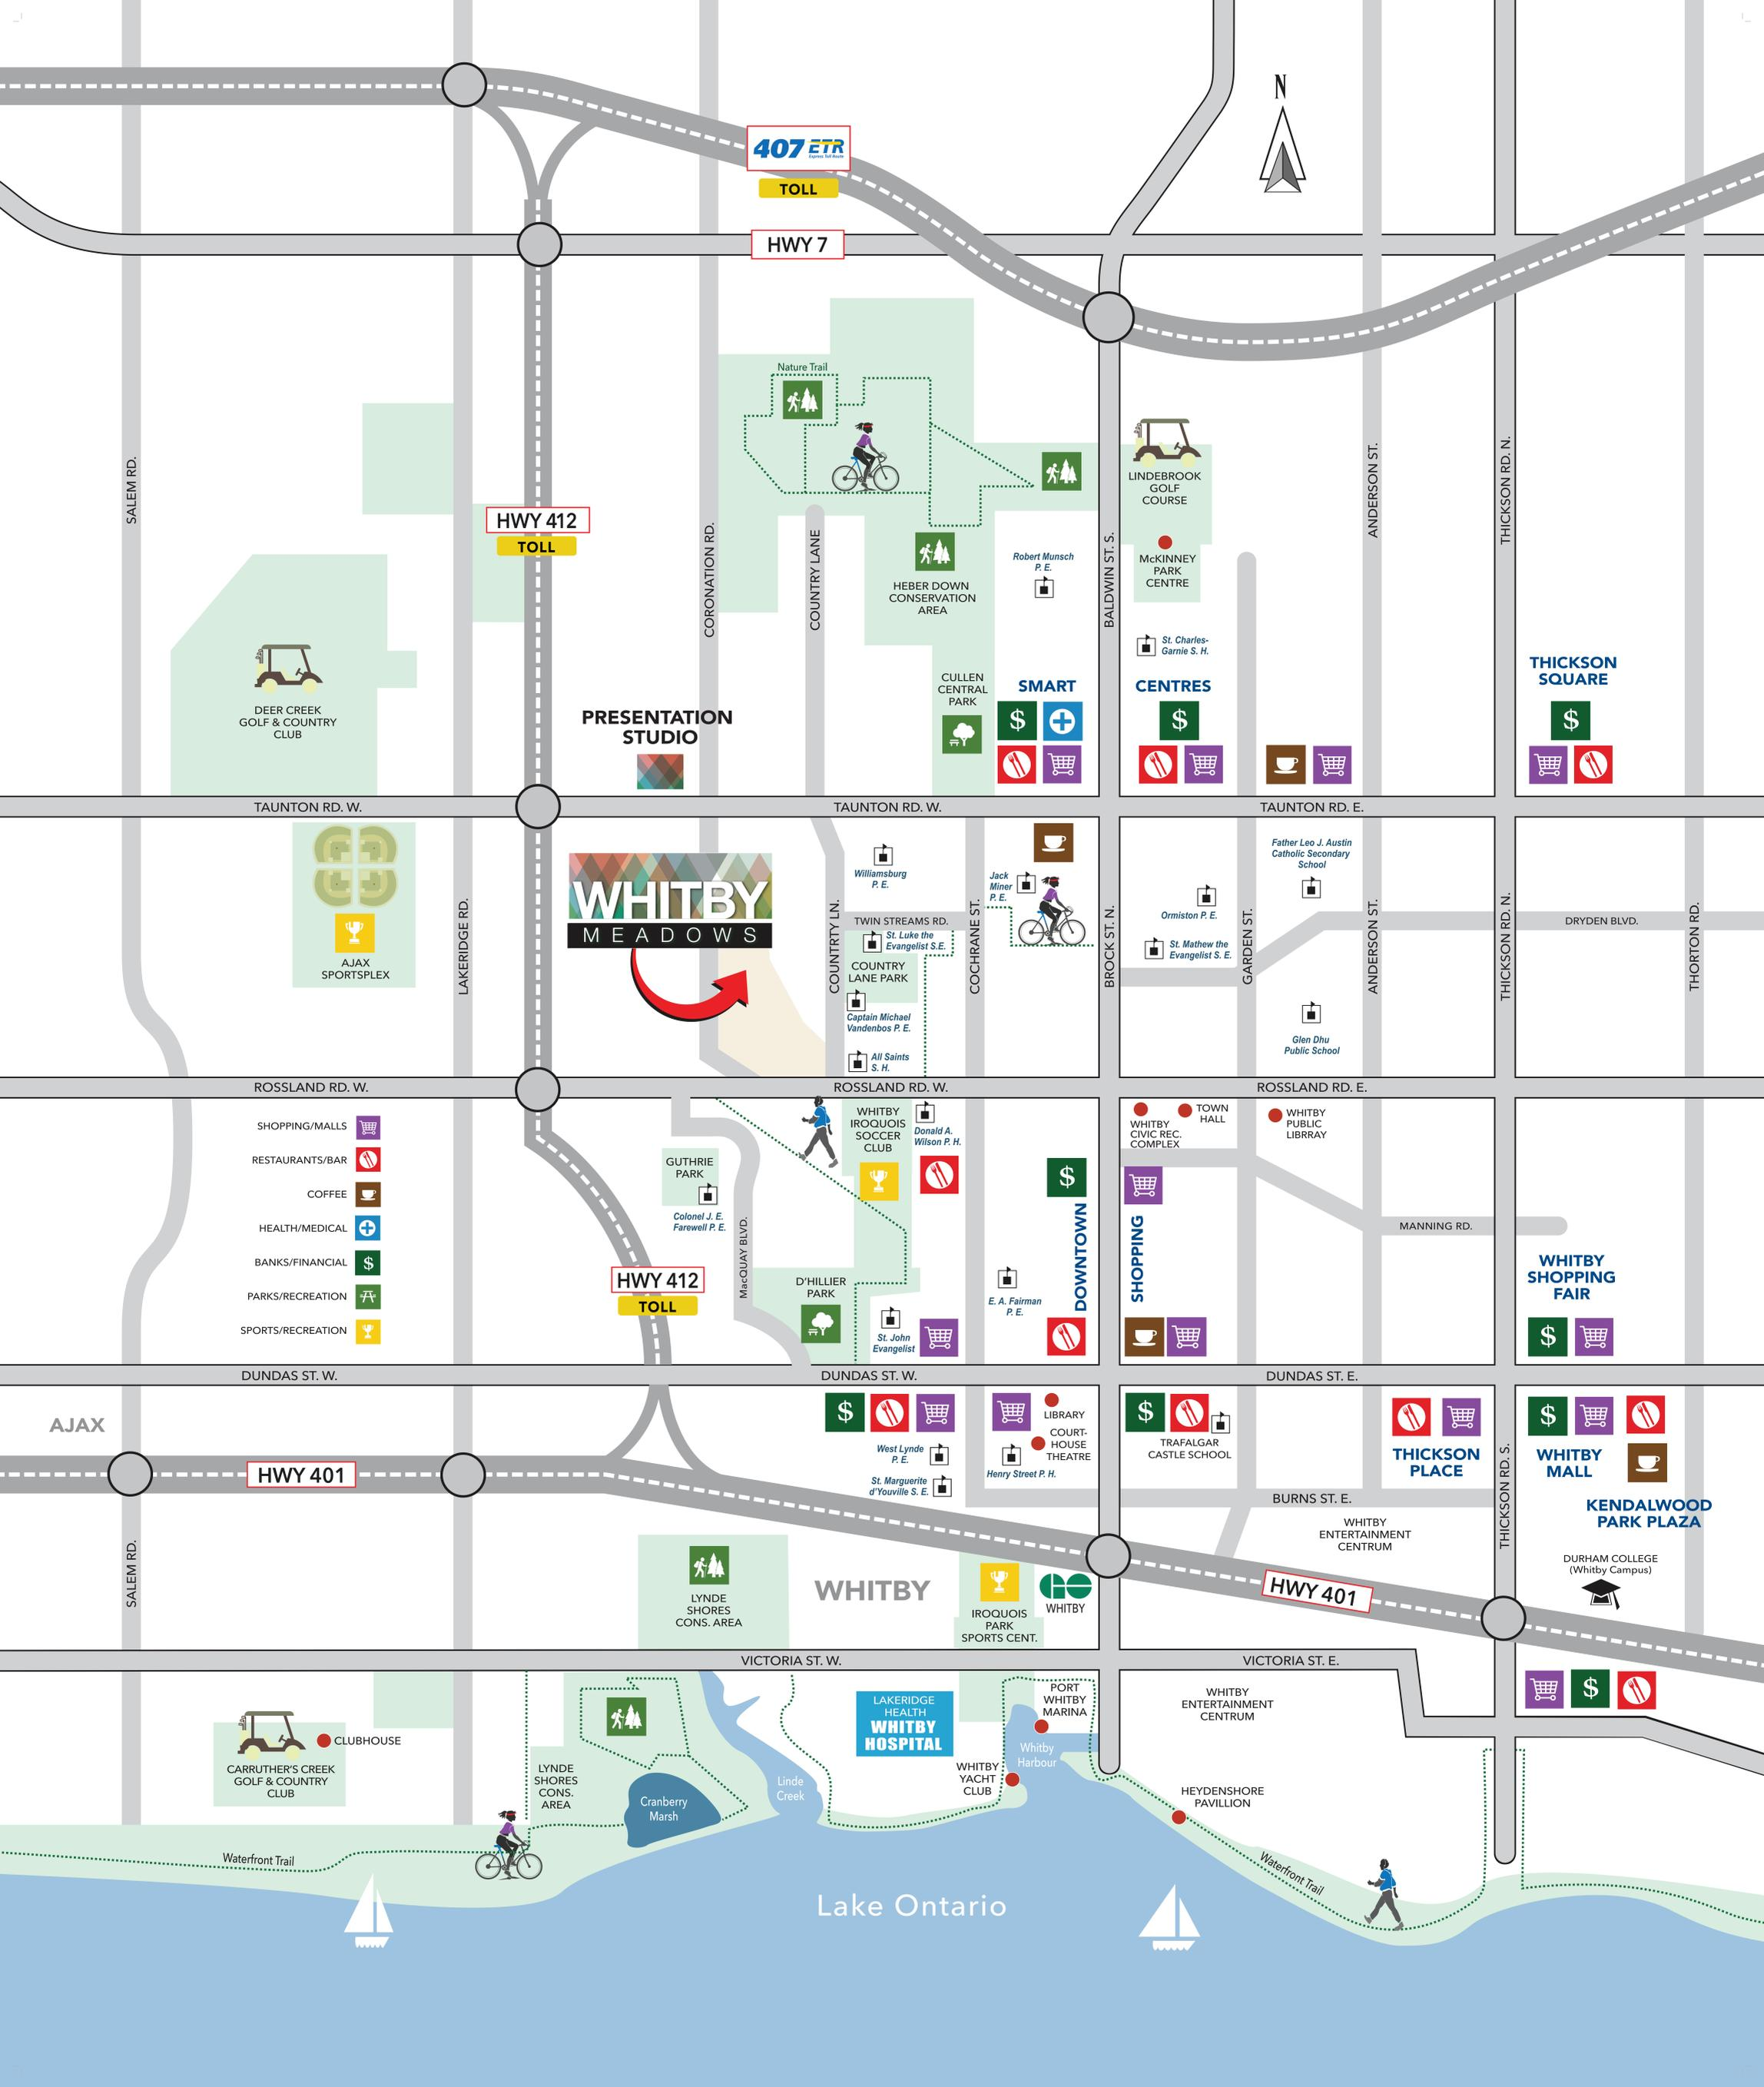 N
407 ETR
Express Toll Route
TOLL
HWY 7
Nature Trail
SALEM RD.
HWY 412
TOLL
CORONATION RD.
COUNTRY LANE
HEBER DOWN
CONSERVATION
AREA
Robert Munsch
P. E.
BALDWIN ST. S.
LINDEBROOK
GOLF
COURSE
McKINNEY
PARK
CENTRE
ANDERSON ST.
THICKSON RD. N.
St. Charles-
Garnie S. H.
DEER CREEK
GOLF & COUNTRY
CLUB
PRESENTATION
STUDIO
CULLEN
CENTRAL
PARK
SMART
CENTRES
THICKSON
SQUARE
$
$
$
TAUNTON RD. W.
TAUNTON RD. W.
TAUNTON RD. E.
AJAX
SPORTSPLEX
LAKERIDGE RD.
WHITBY
MEADOWS
COUNTRTY LN.
Williamsburg
P. E.
TWIN STREAMS RD.
St. Luke the
Evangelist S.E.
COUNTRY
LANE PARK
Captain Michael
Vandenbos P. E.
All Saints
S. H.
COCHRANE ST.
Jack
Miner
P. E.
BROCK ST. N.
Ormiston P. E.
St. Mathew the
Evangelist S. E.
GARDEN ST.
Father Leo J. Austin
Catholic Secondary
School
Glen Dhu
Public School
ANDERSON ST.
THICKSON RD. N.
DRYDEN BLVD.
THORTON RD.
ROSSLAND RD. W.
ROSSLAND RD. W.
ROSSLAND RD. E.
SHOPPING/MALLS
RESTAURANTS/BAR
COFFEE
HEALTH/MEDICAL
BANKS/FINANCIAL
$
PARKS/RECREATION
SPORTS/RECREATION
GUTHRIE
PARK
Colonel J. E.
Farewell P. E.
MacQUAY BLVD.
HWY 412
TOLL
WHITBY
IROQUOIS
SOCCER
CLUB
Donald A.
Wilson P. H.
D'HILLIER
PARK
St. John
Evangelist
E. A. Fairman
P. E.
$
DOWNTOWN
SHOPPING
WHITBY
CIVIC REC.
COMPLEX
TOWN
HALL
WHITBY
PUBLIC
LIBRRAY
MANNING RD.
WHITBY
SHOPPING
FAIR
$
DUNDAS ST. W.
DUNDAS ST. W.
DUNDAS ST. E.
AJAX
HWY 401
$
West Lynde
P. E.
St. Marguerite
d'Youville S. E.
LIBRARY
COURT-
HOUSE
THEATRE
Henry Street P. H.
$
TRAFALGAR
CASTLE SCHOOL
THICKSON
PLACE
$
WHITBY
MALL
KENDALWOOD
PARK PLAZA
THICKSON RD. S.
BURNS ST. E.
WHITBY
ENTERTAINMENT
CENTRUM
DURHAM COLLEGE
(Whitby Campus)
SALEM RD.
LYNDE
SHORES
CONS. AREA
WHITBY
IROQUOIS
PARK
SPORTS CENT.
GO
WHITBY
HWY 401
VICTORIA ST. W.
VICTORIA ST. E.
CLUBHOUSE
CARRUTHER'S CREEK
GOLF & COUNTRY
CLUB
LYNDE
SHORES
CONS.
AREA
Cranberry
Marsh
Linde
Creek
LAKERIDGE
HEALTH
WHITBY
HOSPITAL
PORT
WHITBY
MARINA
Whitby
Harbour
WHITBY
YACHT
CLUB
WHITBY
ENTERTAINMENT
CENTRUM
$
HEYDENSHORE
PAVILLION
Waterfront Trail
Waterfront Trail
Lake Ontario